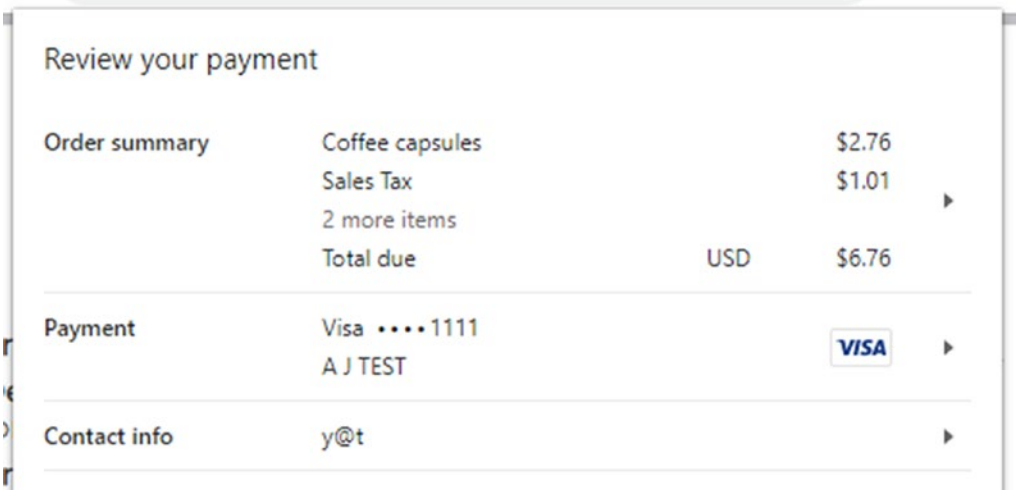 Review your payment
Order summary Coffee capsules $2.76
Sales Tax $1.01
2 more items
Total due USD $6.76
Payment Visa •••• 1111 VISA
A J TEST
Contact info y@t